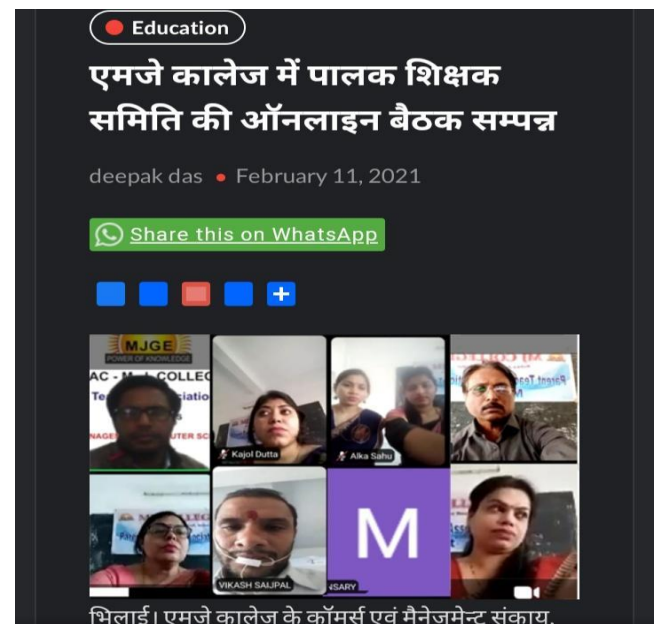 Education
एमजे कालेज में पालक शिक्षक
समिति की ऑनलाइन बैठक सम्पन्न
deepak das • February 11, 2021
Share this on WhatsApp
MJGE
POWER OF KNOWLEDGE
Kajol Dutta
Alka Sahu
VIKASH SAIJPAL
M
भिलाई। एमजे कालेज के कॉमर्स एवं मैनेजमेन्ट संकाय,